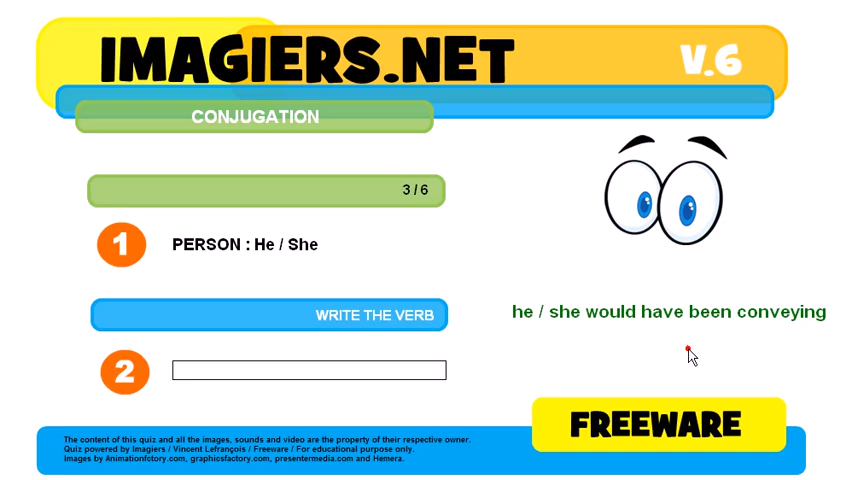 IMAGIERS.NET
V.6
CONJUGATION
3 / 6
1
PERSON : He / She
WRITE THE VERB
he / she would have been conveying
2
FREEWARE
The content of this quiz and all the images, sounds and video are the property of their respective owner.
Quiz powered by Imagiers / Vincent Lefrançois / Freeware / For educational purpose only.
Images by Animationfctory.com, graphicsfactory.com, presentermedia.com and Hemera.